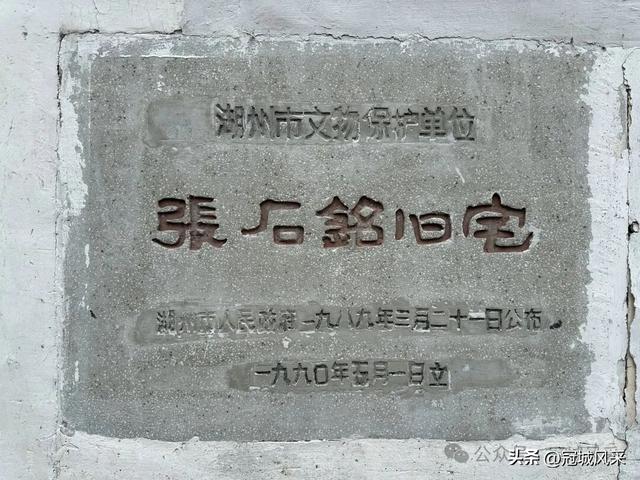 湖州市文物保护单位
張石銘旧宅
湖州市人民政府一九八九年三月二十一日公布
一九九〇年五月一日立
公众
头条 @冠城风来